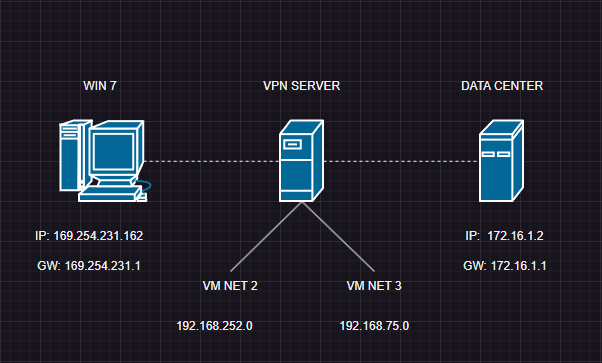 WIN 7
VPN SERVER
DATA CENTER
IP: 169.254.231.162
GW: 169.254.231.1
IP: 172.16.1.2
GW: 172.16.1.1
VM NET 2
VM NET 3
192.168.252.0
192.168.75.0